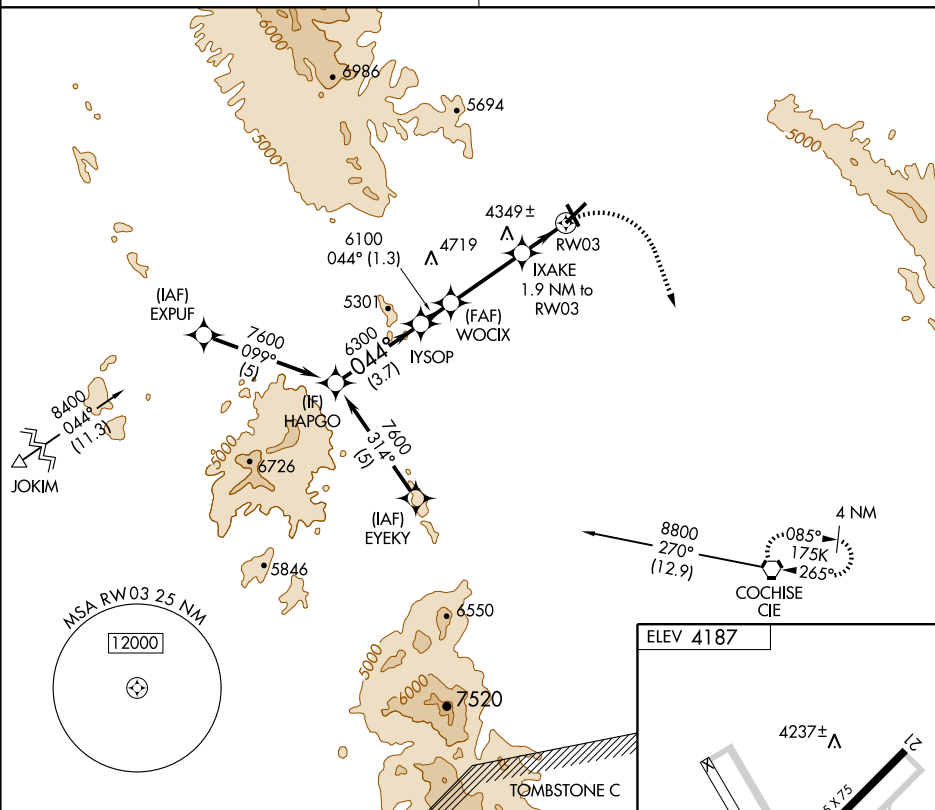 6000
6986
5694
5000
5000
4349±
6100
044° (1.3)
4719
RW03
IXAKE
1.9 NM to
RW03
(IAF)
EXPUF
5301
(FAF)
WOCIX
7600
099°
(5)
6300
044°
(3.7)
IYSOP
(IF)
HAPGO
8400
044°
(11.3)
JOKIM
5000
6726
7600
314°
(5)
(IAF)
EYEKY
4 NM
8800
270°
(12.9)
085°
175K
265°
COCHISE
CIE
5846
MSA RW03 25 NM
12000
6550
5000
6000
7520
TOMBSTONE C
ELEV 4187
4237±
21
X 75